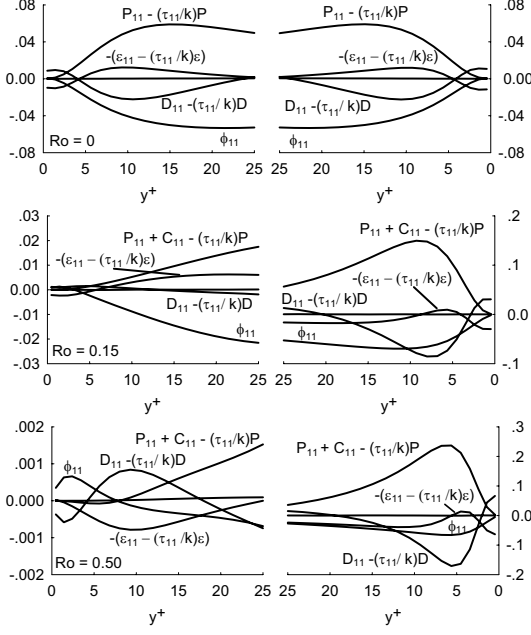 .08
.04
0.00
-.04
-.08
P₁₁ - (τ₁₁/k)P
-(ε₁₁ – (τ₁₁/k)ε)
D₁₁ -(τ₁₁/ k)D
ϕ₁₁
Ro = 0
0 5 10 15 20 25
y⁺
P₁₁ - (τ₁₁/k)P
-(ε₁₁ – (τ₁₁/k)ε)
D₁₁ -(τ₁₁/ k)D
ϕ₁₁
.08
.04
0.00
-.04
-.08
25 20 15 10 5 0
y⁺
.03
.02
.01
0.00
-.01
-.02
-.03
P₁₁ + C₁₁ - (τ₁₁/k)P
-(ε₁₁ – (τ₁₁/k)ε)
D₁₁ -(τ₁₁/k)D
ϕ₁₁
Ro = 0.15
0 5 10 15 20 25
y⁺
P₁₁ + C₁₁ - (τ₁₁/k)P
-(ε₁₁ – (τ₁₁/k)ε)
D₁₁ -(τ₁₁/k)D
ϕ₁₁
.2
.1
0.0
-.1
25 20 15 10 5 0
y⁺
.002
.001
0.000
-.001
-.002
P₁₁ + C₁₁ - (τ₁₁/k)P
D₁₁ -(τ₁₁/k)D
ϕ₁₁
-(ε₁₁ – (τ₁₁/k)ε)
Ro = 0.50
0 5 10 15 20 25
y⁺
P₁₁ + C₁₁ - (τ₁₁/k)P
-(ε₁₁ – (τ₁₁/k)ε)
ϕ₁₁
D₁₁ -(τ₁₁/ k)D
.3
.2
.1
0.0
-.1
-.2
25 20 15 10 5 0
y⁺